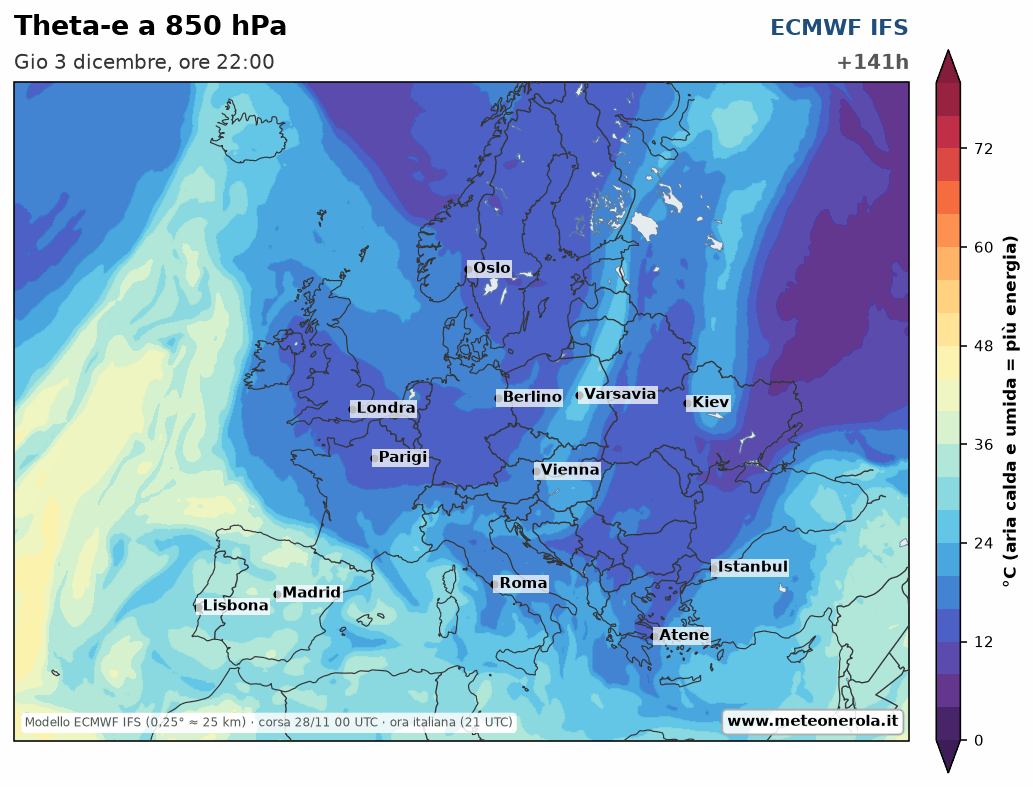 Theta-e a 850 hPa
ECMWF IFS
Gio 3 dicembre, ore 22:00
+141h
Oslo
Berlino
Varsavia
Kiev
Londra
Parigi
Vienna
Istanbul
Roma
Madrid
Lisbona
Atene
Modello ECMWF IFS (0,25° ≈ 25 km) · corsa 28/11 00 UTC · ora italiana (21 UTC)
www.meteonerola.it
72
60
48
36
24
12
0
°C (aria calda e umida = più energia)